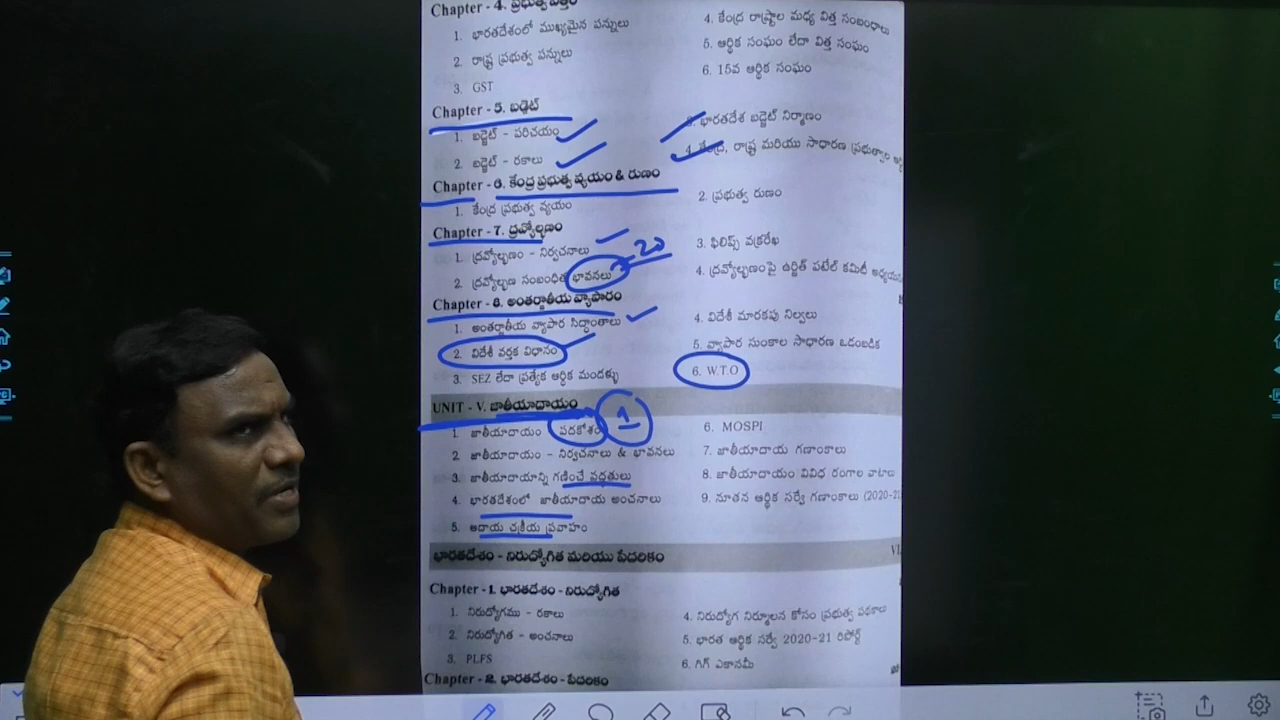 Chapter - 4. ప్రభుత్వ విత్తం
1. భారతదేశంలో ముఖ్యమైన పన్నులు
2. రాష్ట్ర ప్రభుత్వ పన్నులు
3. GST
4. కేంద్ర రాష్ట్రాల మధ్య విత్త సంబంధాలు
5. ఆర్థిక సంఘం లేదా విత్త సంఘం
6. 15వ ఆర్థిక సంఘం
Chapter - 5. బడ్జెట్
1. బడ్జెట్ - పరిచయం
2. బడ్జెట్ - రకాలు
3. భారతదేశ బడ్జెట్ నిర్మాణం
4. కేంద్ర, రాష్ట్ర మరియు సాధారణ ప్రభుత్వాల
Chapter - 6. కేంద్ర ప్రభుత్వ వ్యయం & రుణం
1. కేంద్ర ప్రభుత్వ వ్యయం
2. ప్రభుత్వ రుణం
Chapter - 7. ద్రవ్యోల్బణం
1. ద్రవ్యోల్బణం - నిర్వచనాలు
2. ద్రవ్యోల్బణ సంబంధిత భావనలు
20
3. ఫిలిప్స్ వక్రరేఖ
4. ద్రవ్యోల్బణంపై ఉర్జిత్ పటేల్ కమిటీ
Chapter - 8. అంతర్జాతీయ వ్యాపారం
1. అంతర్జాతీయ వ్యాపార సిద్ధాంతాలు
2. విదేశీ వర్తక విధానం
3. SEZ లేదా ప్రత్యేక ఆర్థిక మండళ్ళు
4. విదేశీ మారకపు నిల్వలు
5. వ్యాపార సుంకాల సాధారణ ఒడంబడిక
6. W.T.O
UNIT - V. జాతీయాదాయం
1
1. జాతీయాదాయం పదకోశం
2. జాతీయాదాయం - నిర్వచనాలు & భావనలు
3. జాతీయాదాయాన్ని గణించే పద్ధతులు
4. భారతదేశంలో జాతీయాదాయ అంచనాలు
5. ఆదాయ చక్రీయ ప్రవాహం
6. MOSPI
7. జాతీయాదాయ గణాంకాలు
8. జాతీయాదాయం వివిధ రంగాల వాటాలు
9. నూతన ఆర్థిక సర్వే గణాంకాలు (2020-21
భారతదేశం - నిరుద్యోగిత మరియు పేదరికం
Chapter - 1. భారతదేశం - నిరుద్యోగిత
1. నిరుద్యోగము - రకాలు
2. నిరుద్యోగిత - అంచనాలు
3. PLFS
4. నిరుద్యోగ నిర్మూలన కోసం ప్రభుత్వ పథకాలు
5. భారత ఆర్థిక సర్వే 2020-21 రిపోర్ట్
6. గిగ్ ఎకానమీ
Chapter - 2. భారతదేశం - పేదరికం